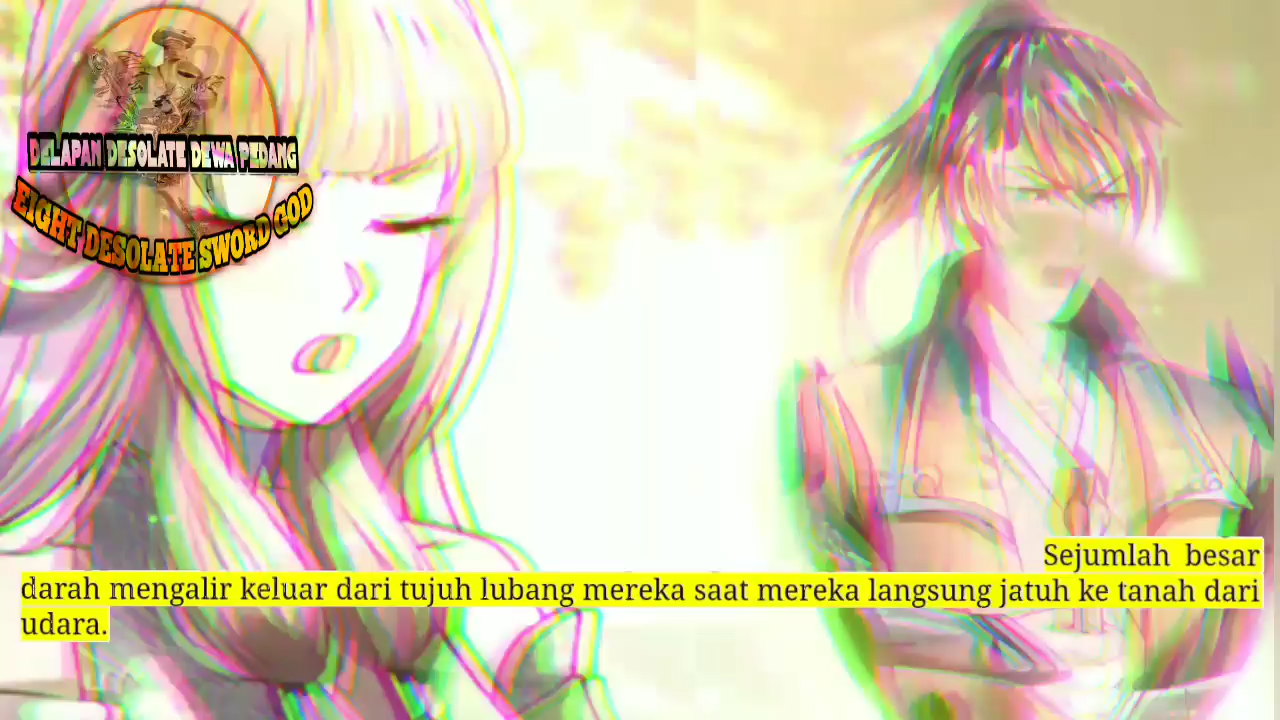 DELAPAN DESOLATE DEWA PEDANG
EIGHT DESOLATE SWORD GOD
Sejumlah besar
darah mengalir keluar dari tujuh lubang mereka saat mereka langsung jatuh ke tanah dari
udara.